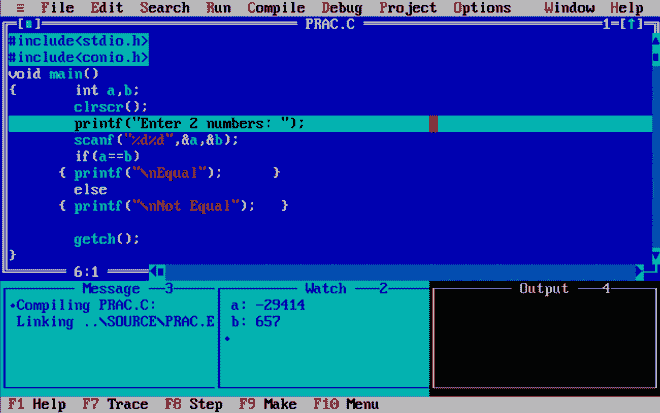 ≡ File Edit Search Run Compile Debug Project Options Window Help
[■] PRAC.C 1=[↑]
#include<stdio.h>
#include<conio.h>
void main()
{ int a,b;
clrscr();
printf("Enter 2 numbers: ");
scanf("%d%d",&a,&b);
if(a==b)
{ printf("\nEqual"); }
else
{ printf("\nNot Equal"); }
getch();
}
6:1
Message 3
•Compiling PRAC.C:
Linking ..\SOURCE\PRAC.E
Watch 2
a: -29414
b: 657
Output 4
F1 Help F7 Trace F8 Step F9 Make F10 Menu